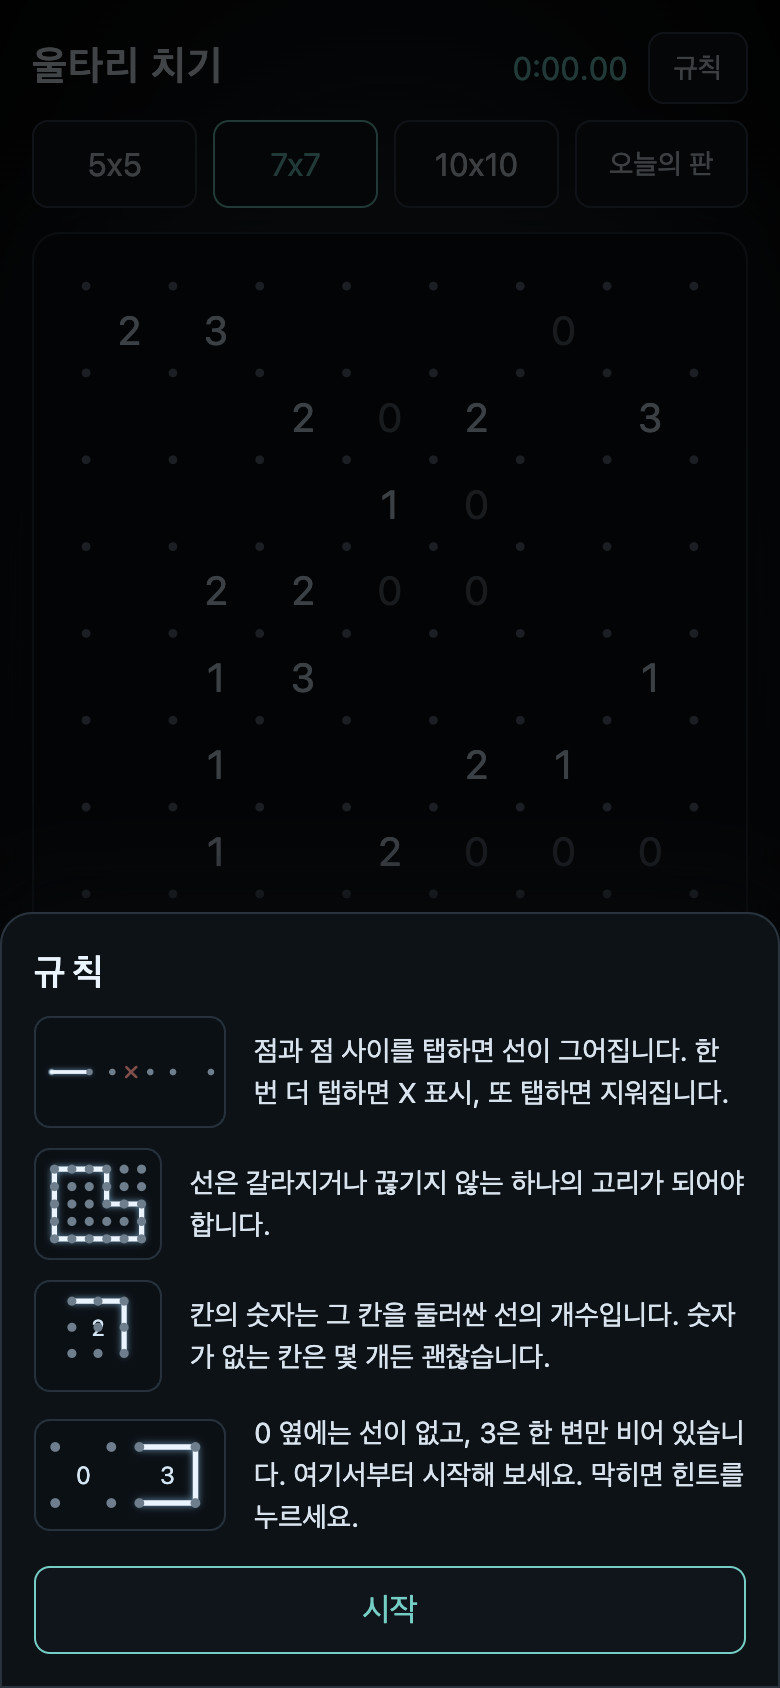 울타리 치기 0:00.00 규칙
5x5 7x7 10x10 오늘의 판
2 3 0
2 0 2 3
1 0
2 2 0 0
1 3 1
1 2 1
1 2 0 0 0
규칙
점과 점 사이를 탭하면 선이 그어집니다. 한
번 더 탭하면 X 표시, 또 탭하면 지워집니다.
선은 갈라지거나 끊기지 않는 하나의 고리가 되어야
합니다.
2
칸의 숫자는 그 칸을 둘러싼 선의 개수입니다. 숫자
가 없는 칸은 몇 개든 괜찮습니다.
0 3
0 옆에는 선이 없고, 3은 한 변만 비어 있습니
다. 여기서부터 시작해 보세요. 막히면 힌트를
누르세요.
시작